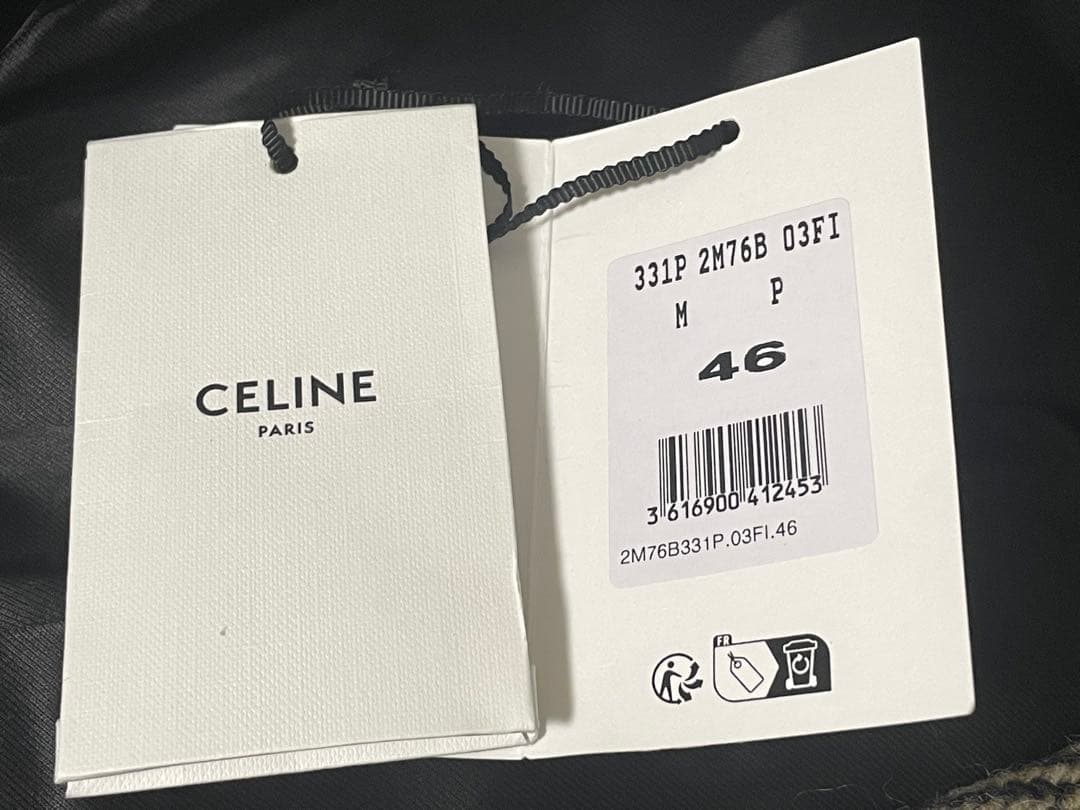 CELINE
PARIS
331P 2M76B 03FI
M P
46
3 616900 412453
2M76B331P.03FI.46
FR